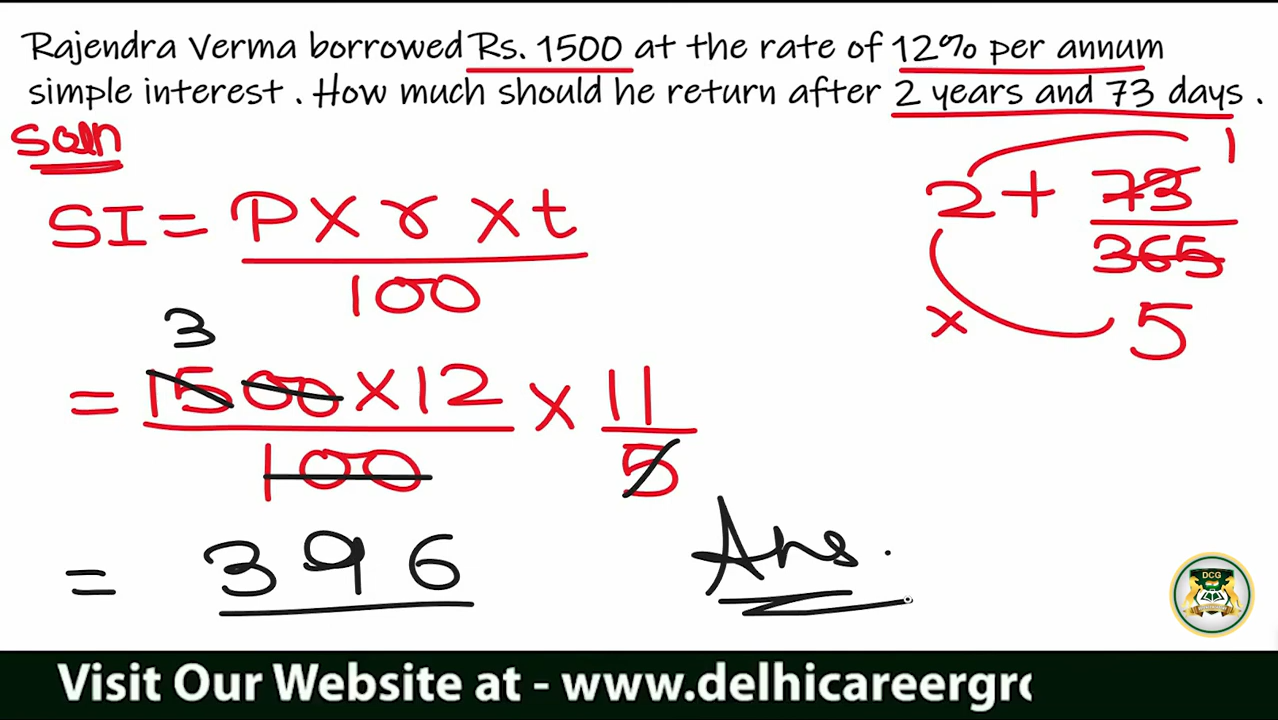 Rajendra Verma borrowed Rs. 1500 at the rate of 12% per annum
simple interest . How much should he return after 2 years and 73 days .
Soln
SI = P X r X t
100
2 + 73
365
1
X 5
3
= 1500 X 12 X 11
100 5
= 396 Ans.
DCG
Visit Our Website at - www.delhicareergro